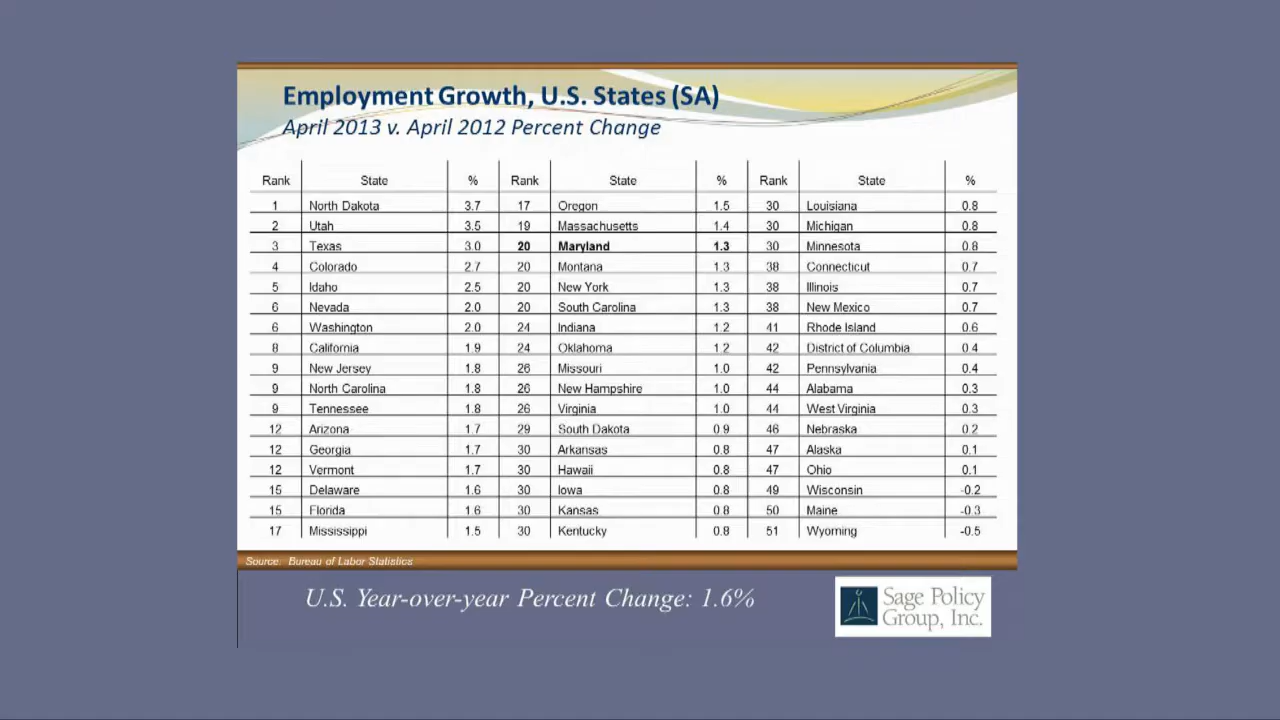 Employment Growth, U.S. States (SA)
April 2013 v. April 2012 Percent Change
Rank State % Rank State % Rank State %
1 North Dakota 3.7 17 Oregon 1.5 30 Louisiana 0.8
2 Utah 3.5 19 Massachusetts 1.4 30 Michigan 0.8
3 Texas 3.0 20 Maryland 1.3 30 Minnesota 0.8
4 Colorado 2.7 20 Montana 1.3 38 Connecticut 0.7
5 Idaho 2.5 20 New York 1.3 38 Illinois 0.7
6 Nevada 2.0 20 South Carolina 1.3 38 New Mexico 0.7
6 Washington 2.0 24 Indiana 1.2 41 Rhode Island 0.6
8 California 1.9 24 Oklahoma 1.2 42 District of Columbia 0.4
9 New Jersey 1.8 26 Missouri 1.0 42 Pennsylvania 0.4
9 North Carolina 1.8 26 New Hampshire 1.0 44 Alabama 0.3
9 Tennessee 1.8 26 Virginia 1.0 44 West Virginia 0.3
12 Arizona 1.7 29 South Dakota 0.9 46 Nebraska 0.2
12 Georgia 1.7 30 Arkansas 0.8 47 Alaska 0.1
12 Vermont 1.7 30 Hawaii 0.8 47 Ohio 0.1
15 Delaware 1.6 30 Iowa 0.8 49 Wisconsin -0.2
15 Florida 1.6 30 Kansas 0.8 50 Maine -0.3
17 Mississippi 1.5 30 Kentucky 0.8 51 Wyoming -0.5
Source: Bureau of Labor Statistics
U.S. Year-over-year Percent Change: 1.6%
Sage Policy
Group, Inc.